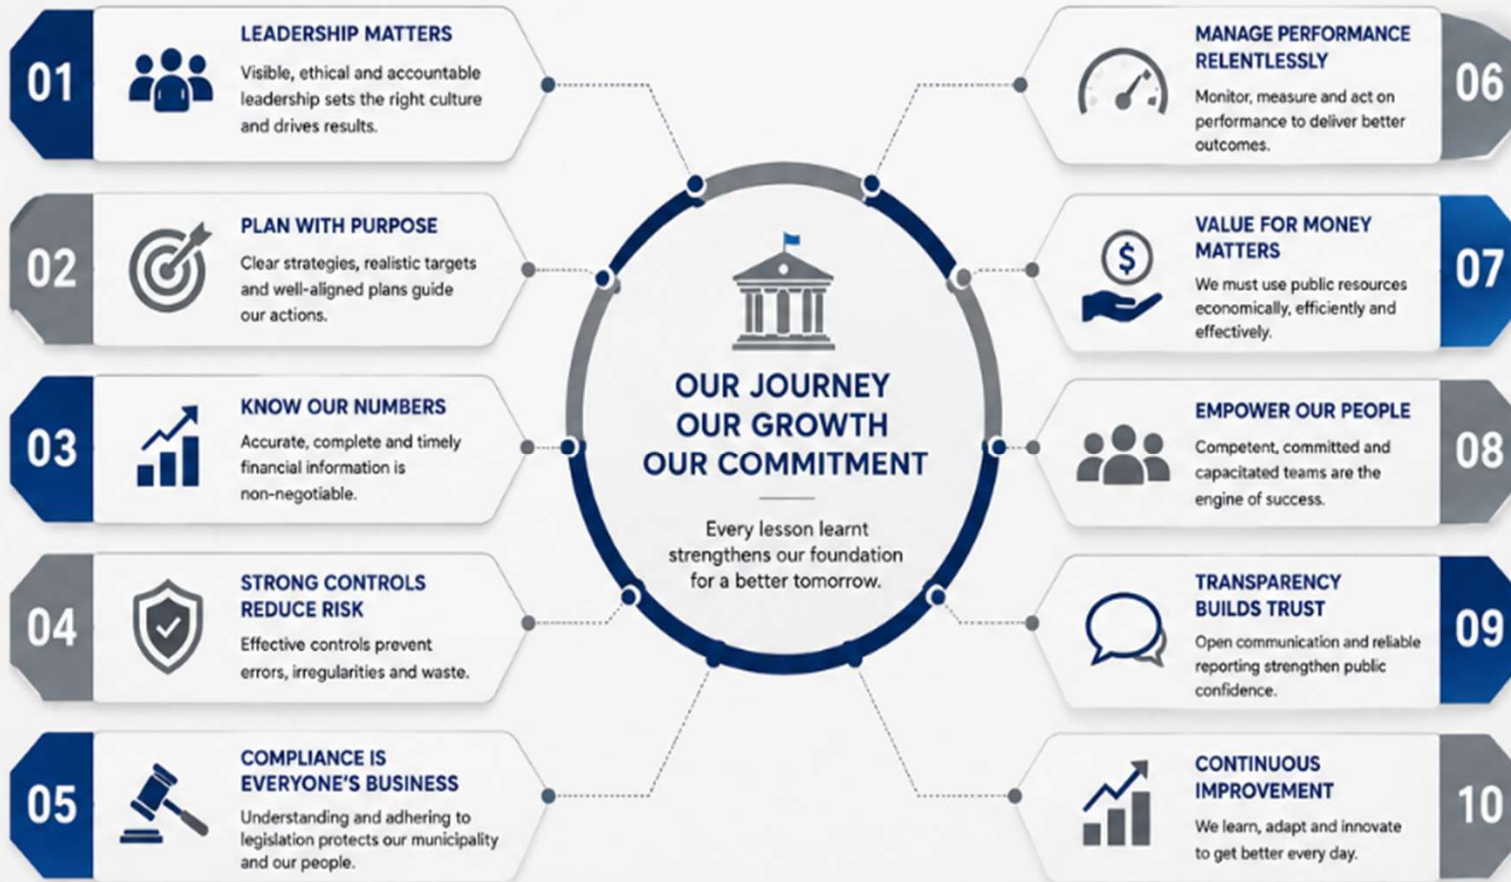 01
LEADERSHIP MATTERS
Visible, ethical and accountable
leadership sets the right culture
and drives results.
02
PLAN WITH PURPOSE
Clear strategies, realistic targets
and well-aligned plans guide
our actions.
03
KNOW OUR NUMBERS
Accurate, complete and timely
financial information is
non-negotiable.
04
STRONG CONTROLS
REDUCE RISK
Effective controls prevent
errors, irregularities and waste.
05
COMPLIANCE IS
EVERYONE'S BUSINESS
Understanding and adhering to
legislation protects our municipality
and our people.
OUR JOURNEY
OUR GROWTH
OUR COMMITMENT
Every lesson learnt
strengthens our foundation
for a better tomorrow.
MANAGE PERFORMANCE
RELENTLESSLY
Monitor, measure and act on
performance to deliver better
outcomes.
06
$
VALUE FOR MONEY
MATTERS
We must use public resources
economically, efficiently and
effectively.
07
EMPOWER OUR PEOPLE
Competent, committed and
capacitated teams are the
engine of success.
08
TRANSPARENCY
BUILDS TRUST
Open communication and reliable
reporting strengthen public
confidence.
09
CONTINUOUS
IMPROVEMENT
We learn, adapt and innovate
to get better every day.
10